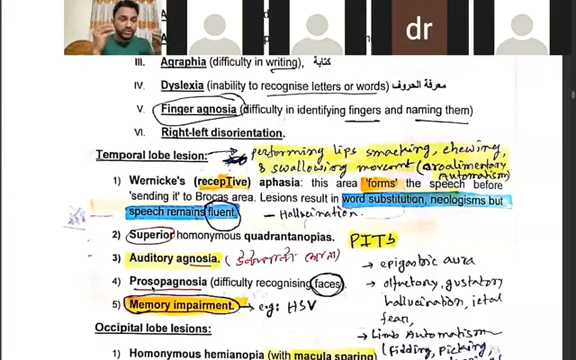 dr
III. Agraphia (difficulty in writing), كتابة
IV. Dyslexia (inability to recognise letters or words) معرفة الحروف
V. Finger agnosia (difficulty in identifying fingers and naming them)
VI. Right-left disorientation.
Temporal lobe lesion: → performing lips smacking, chewing,
& swallowing movement (oroalimentary
Automatism)
1) Wernicke's (recepTive) aphasia: this area 'forms' the speech before
'sending it' to Brocas area. Lesions result in word substitution, neologisms but
speech remains fluent. - Hallucination.
2) Superior homonymous quadrantanopias. PITS
3) Auditory agnosia.
4) Prosopagnosia (difficulty recognising faces)
5) Memory impairment. → eg: HSV
→ epigastric aura
→ olfactory, gustatory
hallucination, ictal
fear,
→ Limb Automatism
(Fidding, Picking
Occipital lobe lesions:
1) Homonymous hemianopia (with macula sparing)